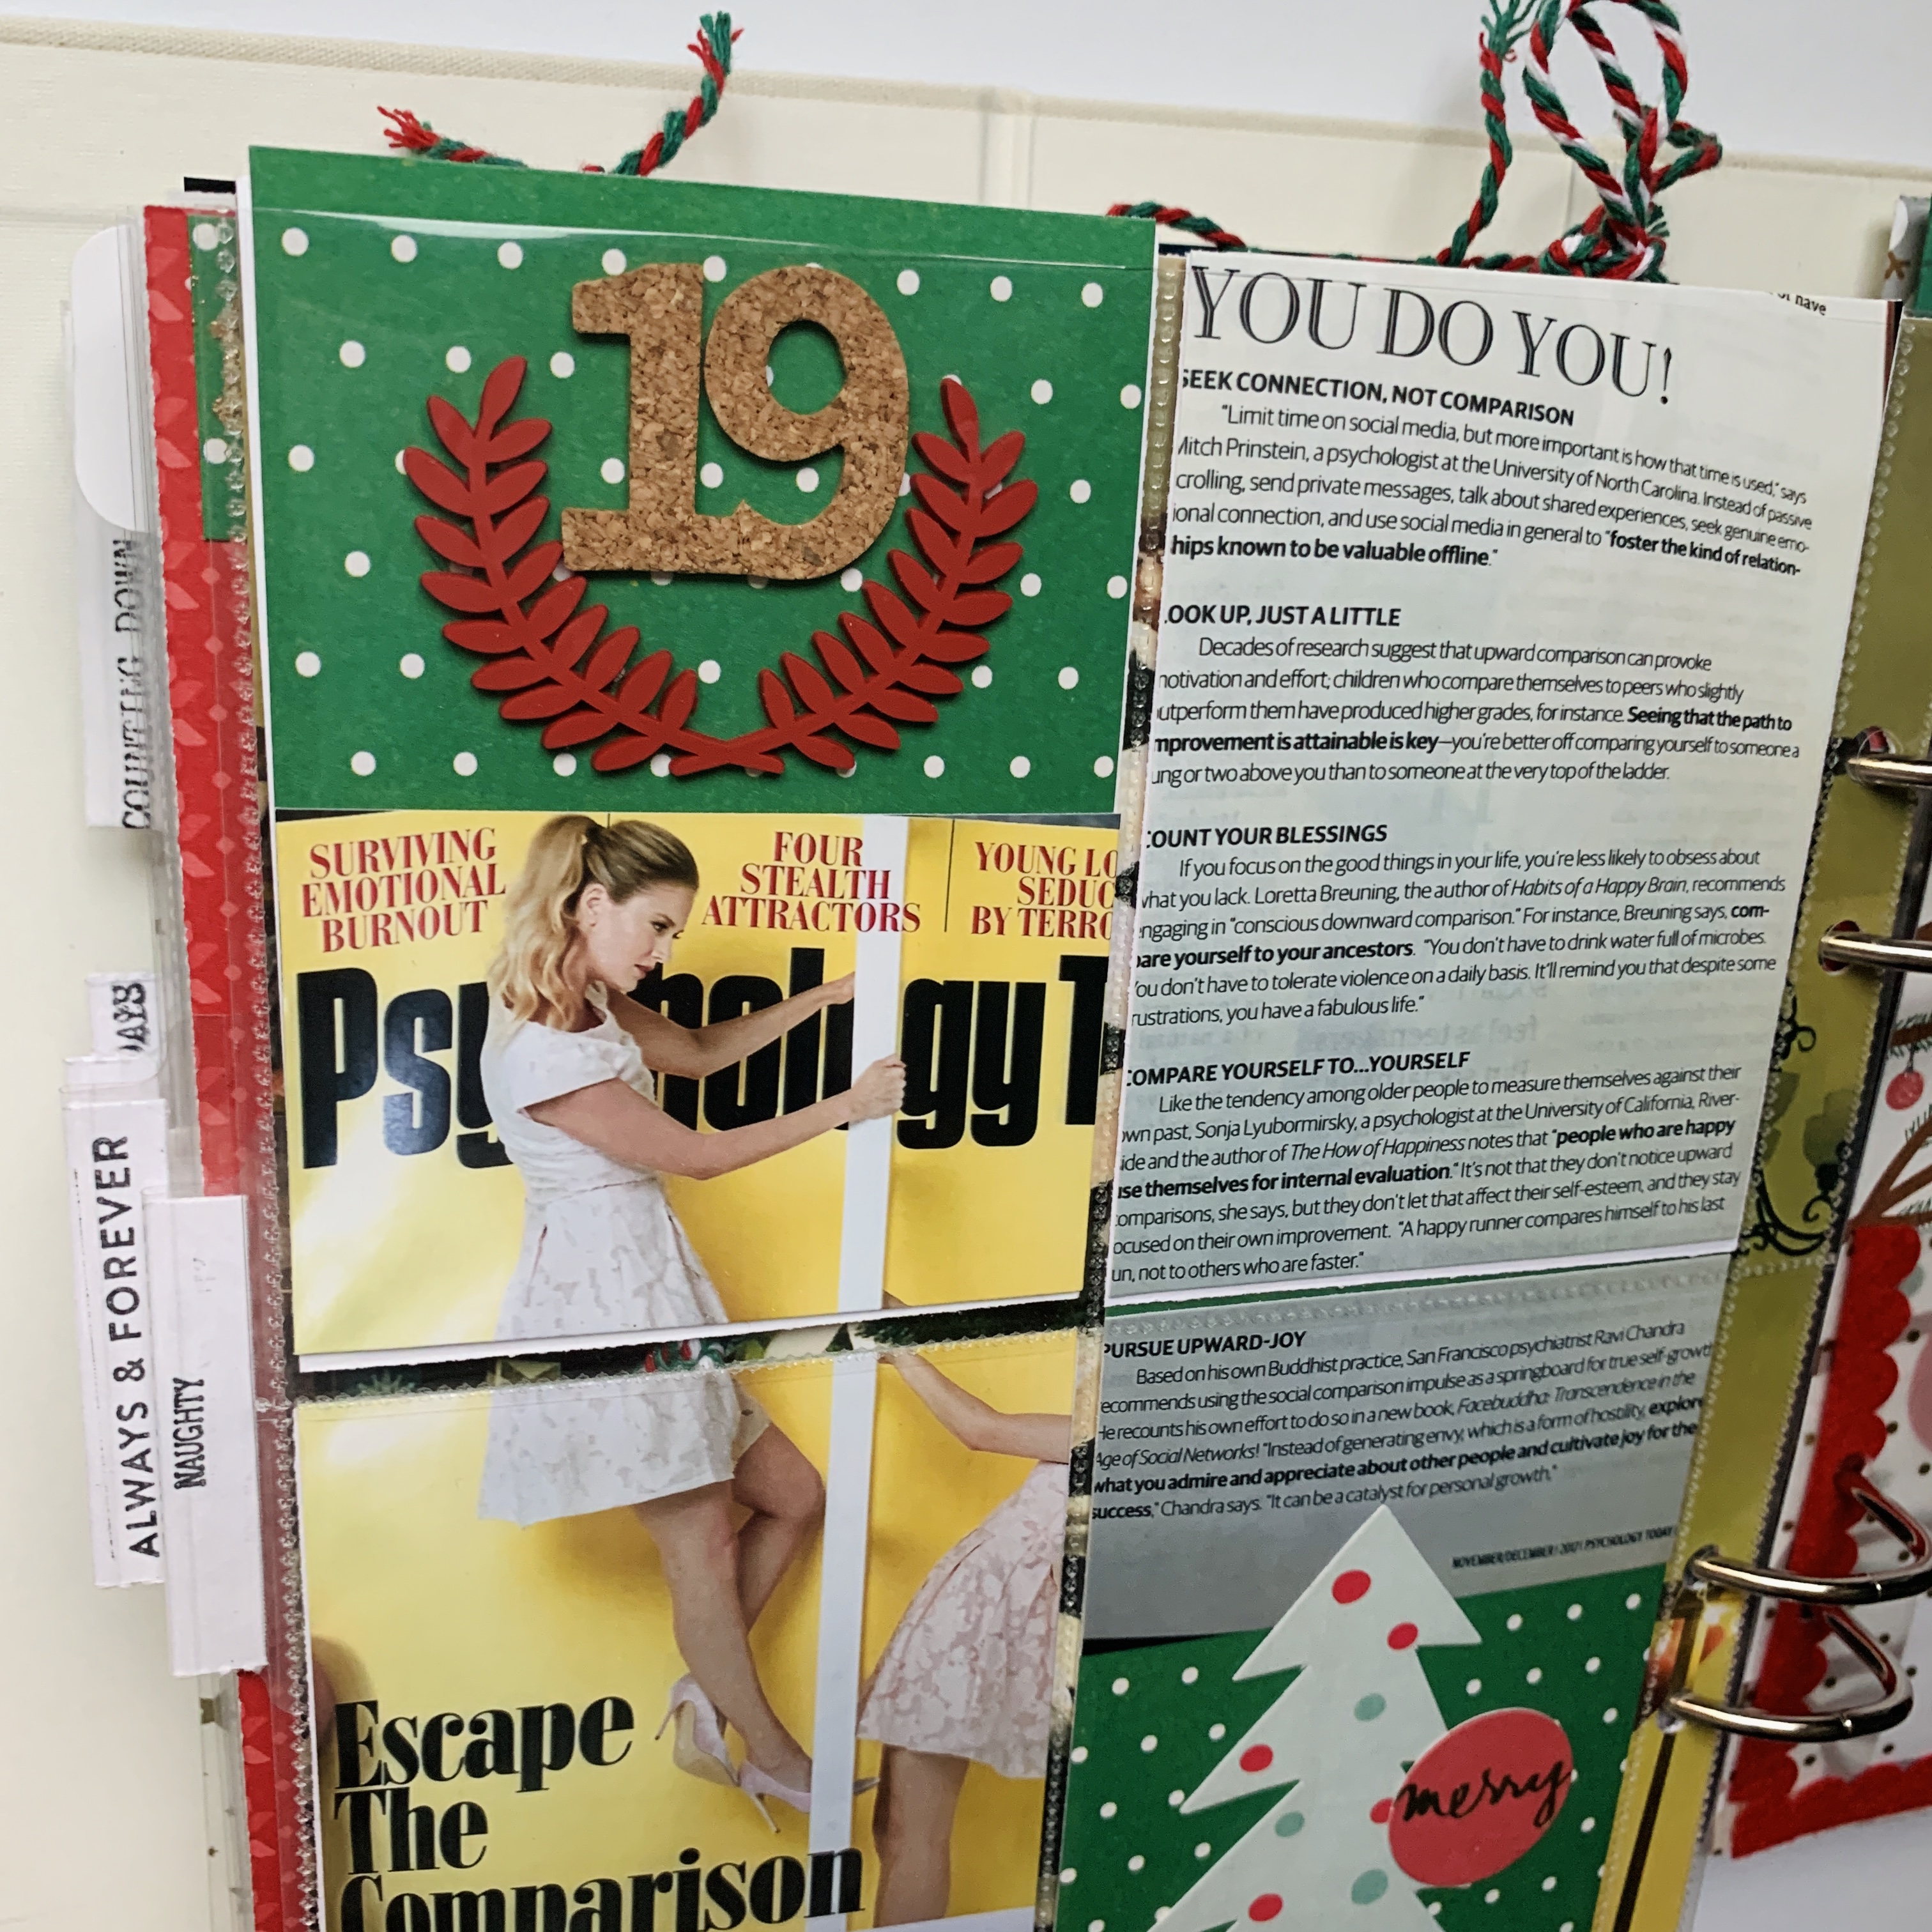 19
COUNTING DOWN
ALWAYS & FOREVER
NAUGHTY
SURVIVING
EMOTIONAL
BURNOUT
FOUR
STEALTH
ATTRACTORS
YOUNG LO
SEDUC
BY TERRO
Psy hol gy T
Escape
The
Comparison
have
YOU DO YOU!
SEEK CONNECTION, NOT COMPARISON
"Limit time on social media, but more important is how that time is used," says
Mitch Prinstein, a psychologist at the University of North Carolina. Instead of passive
crolling, send private messages, talk about shared experiences, seek genuine emo-
ional connection, and use social media in general to "foster the kind of relation-
hips known to be valuable offline."
OOK UP, JUST A LITTLE
Decades of research suggest that upward comparison can provoke
motivation and effort; children who compare themselves to peers who slightly
utperform them have produced higher grades, for instance. Seeing that the path to
mprovement is attainable is key—you're better off comparing yourself to someone a
ung or two above you than to someone at the very top of the ladder.
OUNT YOUR BLESSINGS
If you focus on the good things in your life, you're less likely to obsess about
what you lack. Loretta Breuning, the author of Habits of a Happy Brain, recommends
engaging in "conscious downward comparison." For instance, Breuning says, com-
pare yourself to your ancestors. "You don't have to drink water full of microbes.
You don't have to tolerate violence on a daily basis. It'll remind you that despite some
rustrations, you have a fabulous life."
COMPARE YOURSELF TO...YOURSELF
Like the tendency among older people to measure themselves against their
own past, Sonja Lyubormirsky, a psychologist at the University of California, River-
ide and the author of The How of Happiness notes that "people who are happy
use themselves for internal evaluation." It's not that they don't notice upward
comparisons, she says, but they don't let that affect their self-esteem, and they stay
ocused on their own improvement. "A happy runner compares himself to his last
un, not to others who are faster."
PURSUE UPWARD-JOY
Based on his own Buddhist practice, San Francisco psychiatrist Ravi Chandra
ecommends using the social comparison impulse as a springboard for true self-growth.
He recounts his own effort to do so in a new book, Facebuddha: Transcendence in the
Age of Social Networks! "Instead of generating envy, which is a form of hostility, explore
what you admire and appreciate about other people and cultivate joy for the
success," Chandra says. "It can be a catalyst for personal growth."
NOVEMBER/DECEMBER | 2017 | PSYCHOLOGY TODAY
merry